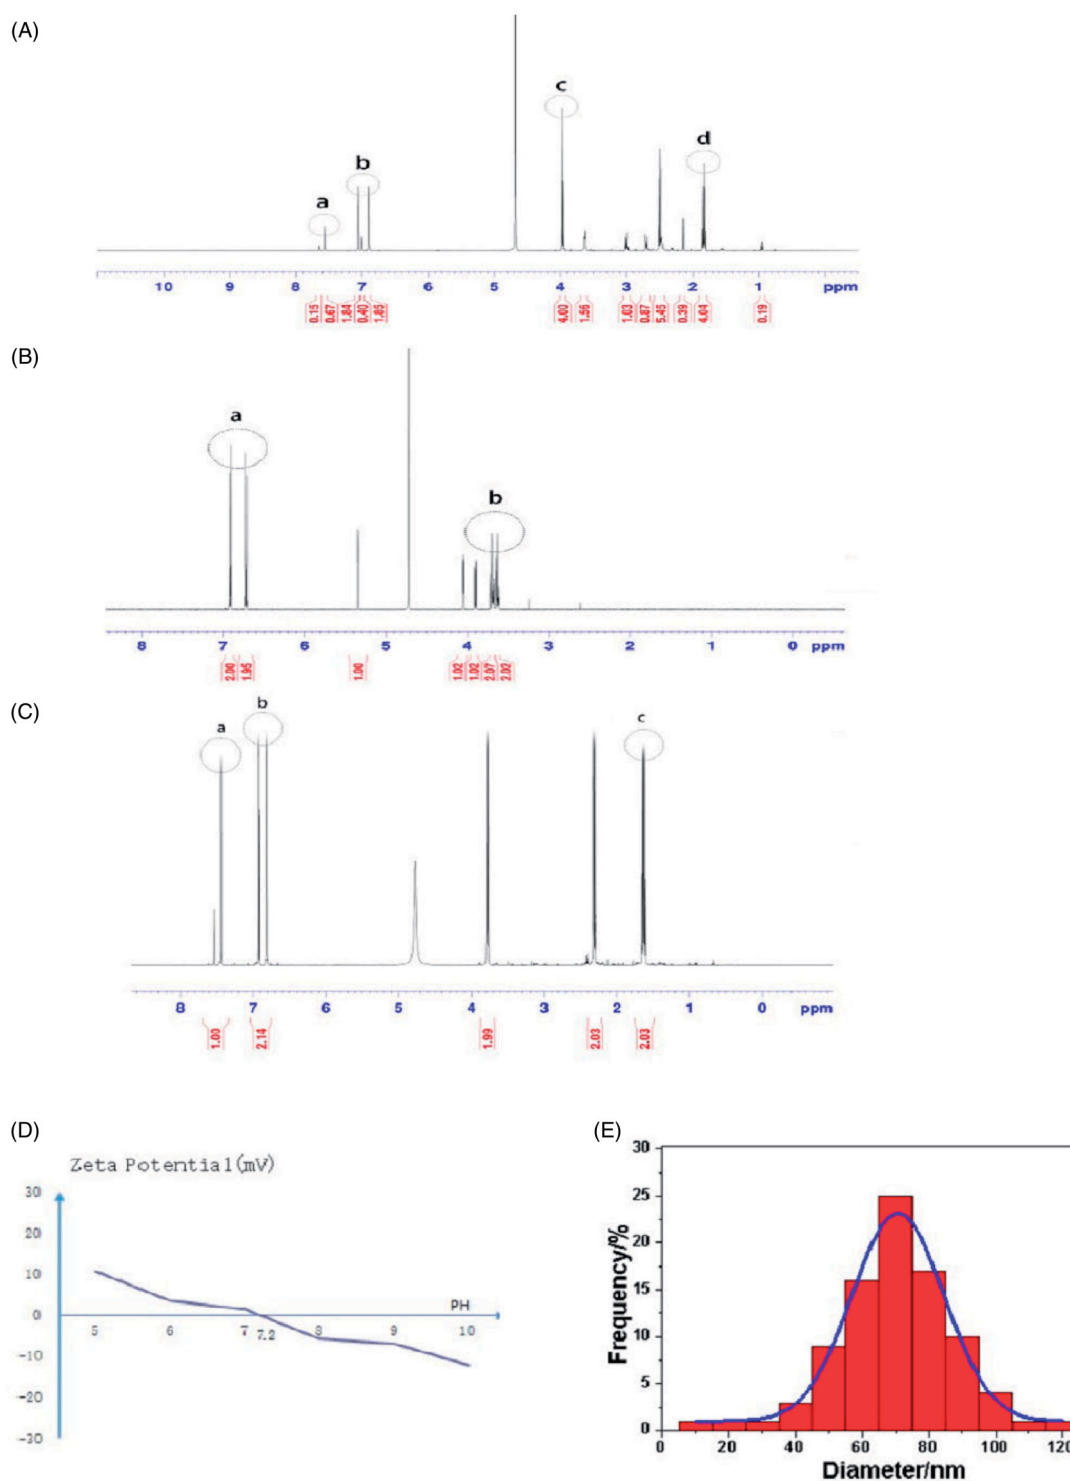 (A)
a
b
c
d
10 9 8 7 6 5 4 3 2 1 ppm
0.15 0.67 1.84 0.40 1.85 4.00 1.56 1.03 0.87 5.45 0.39 4.04 0.19
(B)
a
b
8 7 6 5 4 3 2 1 0 ppm
2.00 1.95 1.00 1.02 1.02 2.07 2.02
(C)
a
b
c
8 7 6 5 4 3 2 1 0 ppm
1.00 2.14 1.99 2.03 2.03
(D)
Zeta Potential(mV)
30
20
10
0
-10
-20
-30
PH
5 6 7 7.2 8 9 10
(E)
Frequency/%
30
25
20
15
10
5
0
0 20 40 60 80 100 120
Diameter/nm